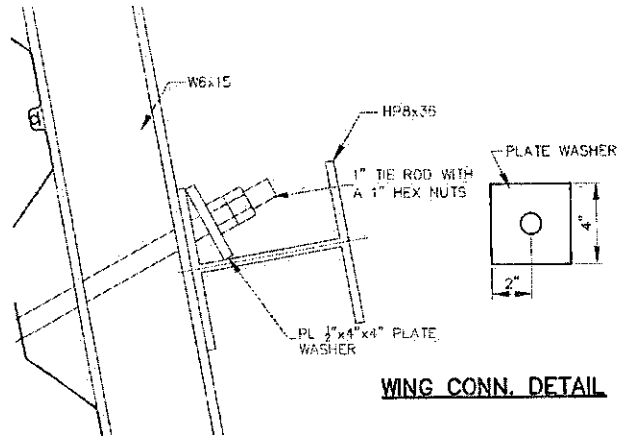 W6x15
HP8x36
1" TIE ROD WITH
A 1" HEX NUTS
PLATE WASHER
4"
2"
PL ½"x4"x4" PLATE
WASHER
WING CONN. DETAIL